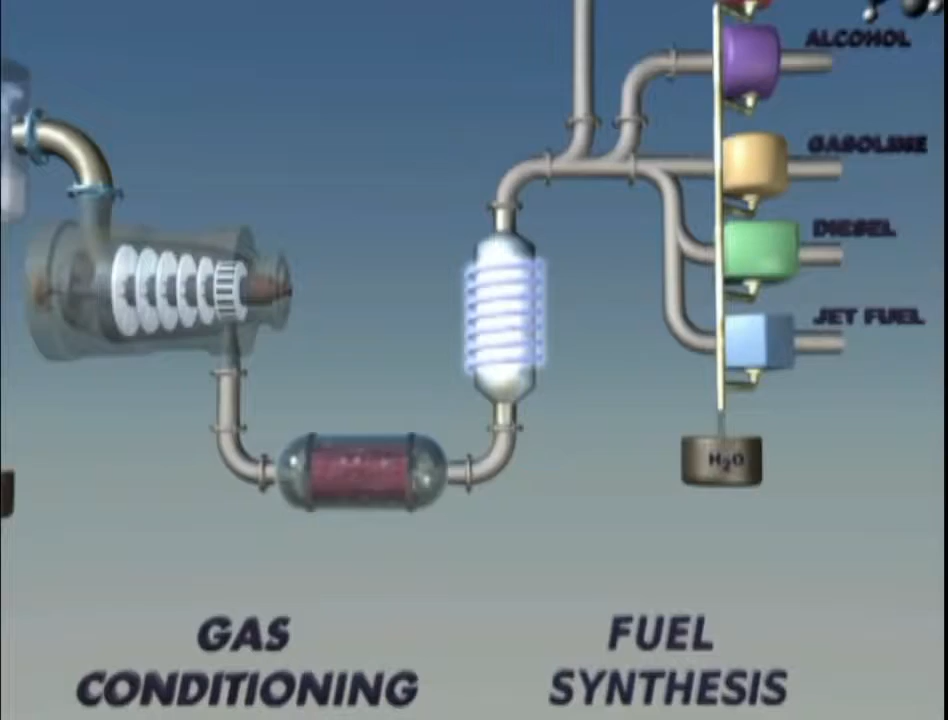 ALCOHOL
GASOLINE
DIESEL
JET FUEL
H₂O
GAS
CONDITIONING
FUEL
SYNTHESIS